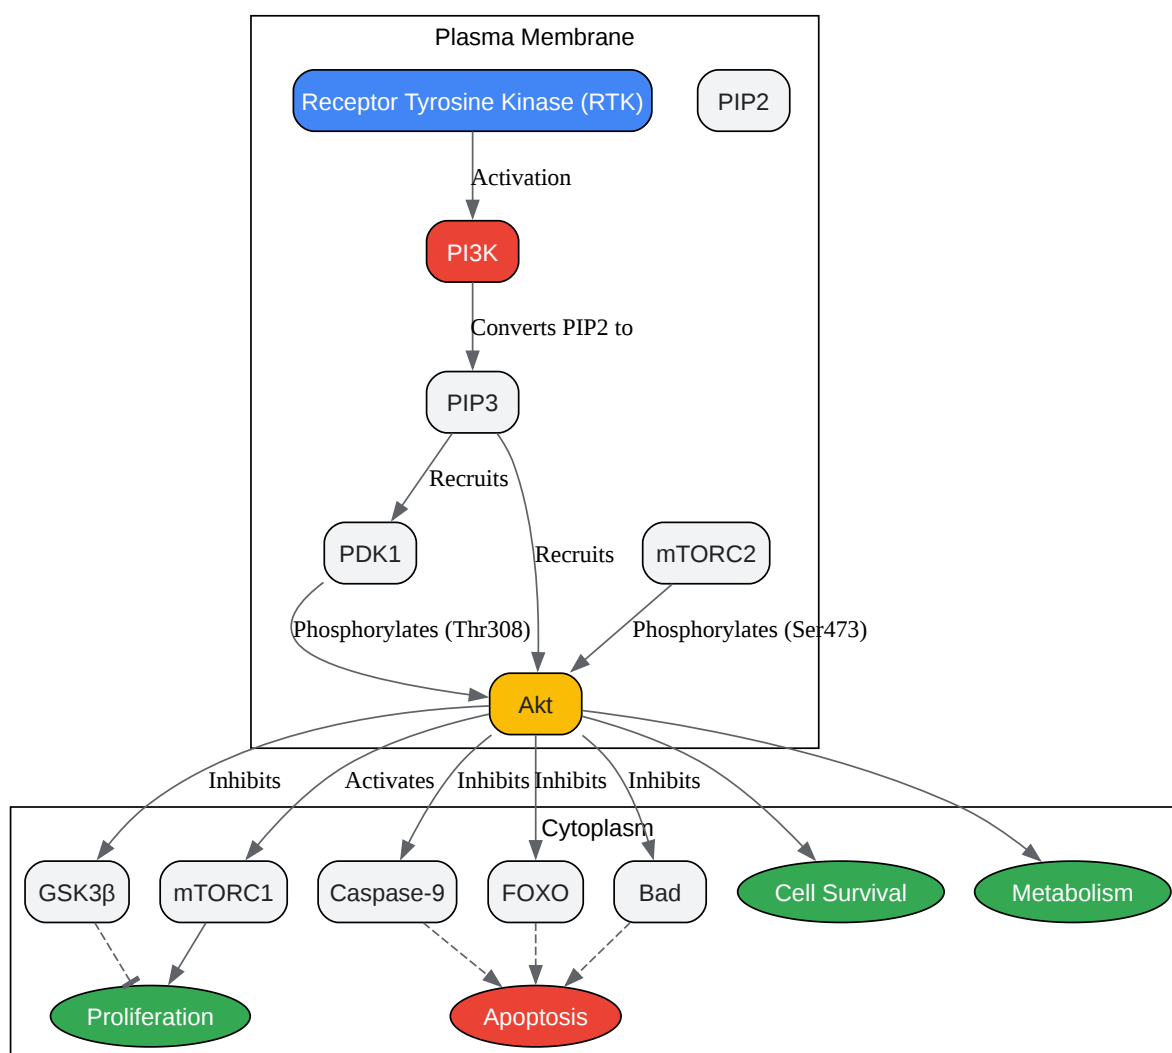 Plasma Membrane
Receptor Tyrosine Kinase (RTK)
PIP2
Activation
PI3K
Converts PIP2 to
PIP3
Recruits
PDK1
Recruits
mTORC2
Phosphorylates (Thr308)
Phosphorylates (Ser473)
Akt
Inhibits
Activates
Inhibits
Inhibits
Inhibits
Cytoplasm
GSK3β
mTORC1
Caspase-9
FOXO
Bad
Cell Survival
Metabolism
Proliferation
Apoptosis